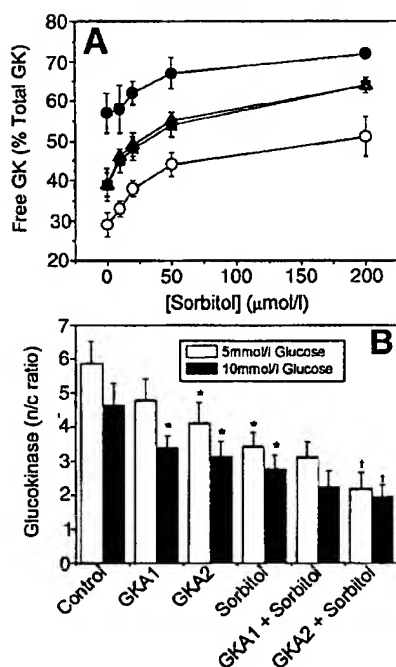 A
Free GK (% Total GK)
80
70
60
50
40
30
20
0 50 100 150 200
[Sorbitol] (μmol/l)
B
Glucokinase (n/c ratio)
7
6
5
4
3
2
1
0
5mmol/l Glucose
10mmol/l Glucose
* * * * * † †
Control
GKA1
GKA2
Sorbitol
GKA1 + Sorbitol
GKA2 + Sorbitol